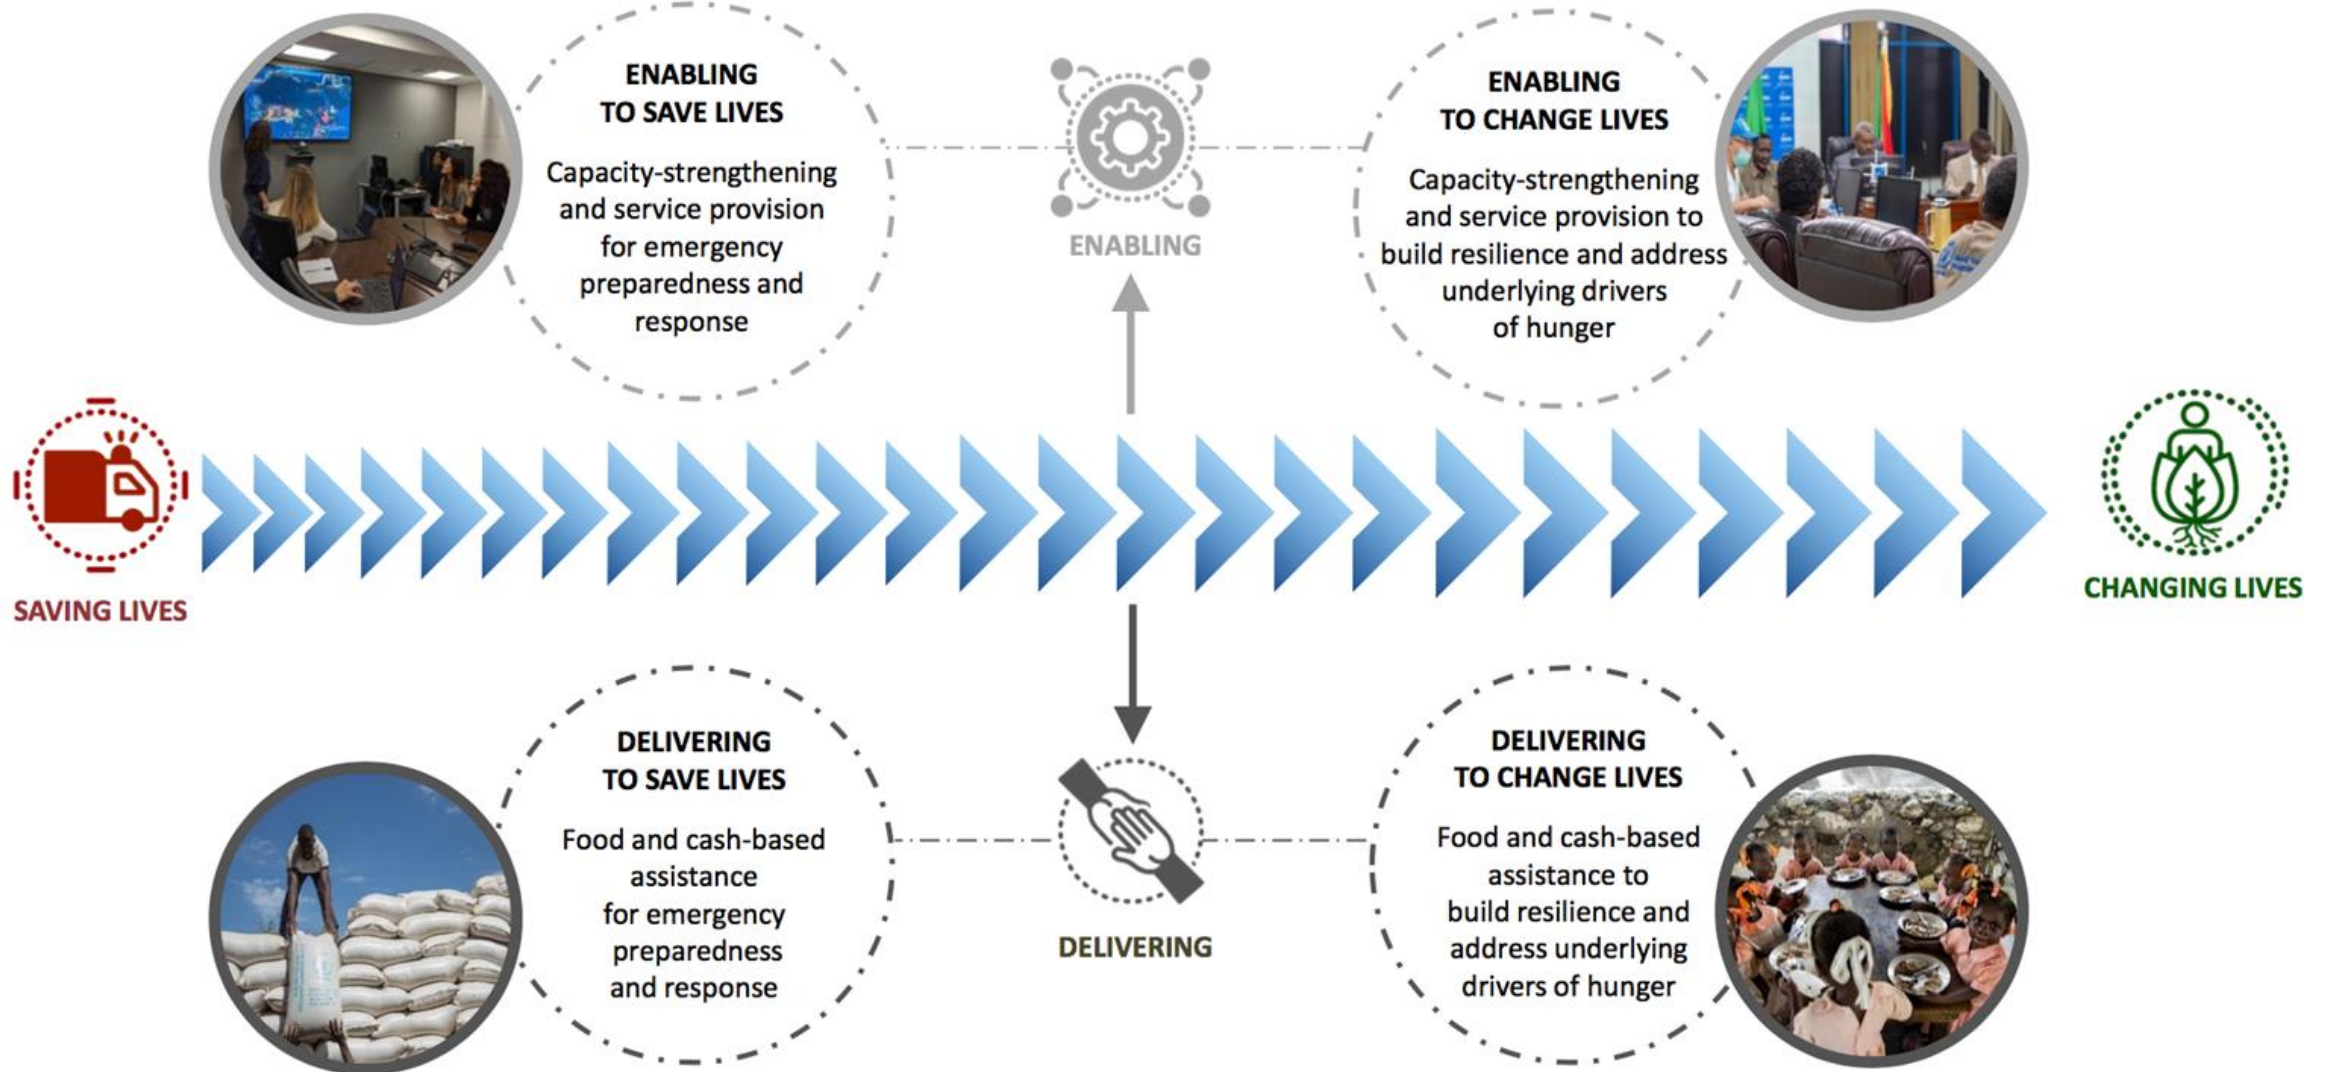 ENABLING
TO SAVE LIVES
Capacity-strengthening
and service provision
for emergency
preparedness and
response
ENABLING
ENABLING
TO CHANGE LIVES
Capacity-strengthening
and service provision to
build resilience and address
underlying drivers
of hunger
SAVING LIVES
CHANGING LIVES
DELIVERING
TO SAVE LIVES
Food and cash-based
assistance
for emergency
preparedness
and response
DELIVERING
DELIVERING
TO CHANGE LIVES
Food and cash-based
assistance to
build resilience and
address underlying
drivers of hunger